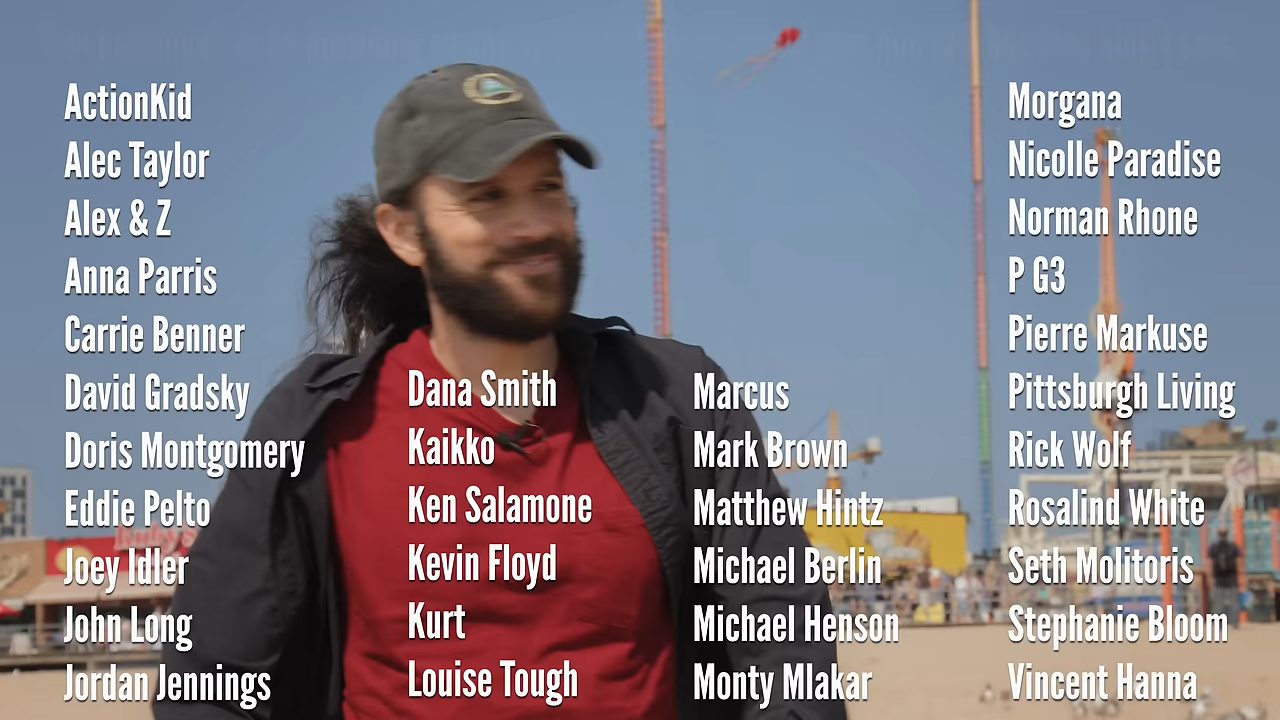 ActionKid
Alec Taylor
Alex & Z
Anna Parris
Carrie Benner
David Gradsky
Doris Montgomery
Eddie Pelto
Joey Idler
John Long
Jordan Jennings
Dana Smith
Kaikko
Ken Salamone
Kevin Floyd
Kurt
Louise Tough
Marcus
Mark Brown
Matthew Hintz
Michael Berlin
Michael Henson
Monty Mlakar
Morgana
Nicolle Paradise
Norman Rhone
P G3
Pierre Markuse
Pittsburgh Living
Rick Wolf
Rosalind White
Seth Molitoris
Stephanie Bloom
Vincent Hanna